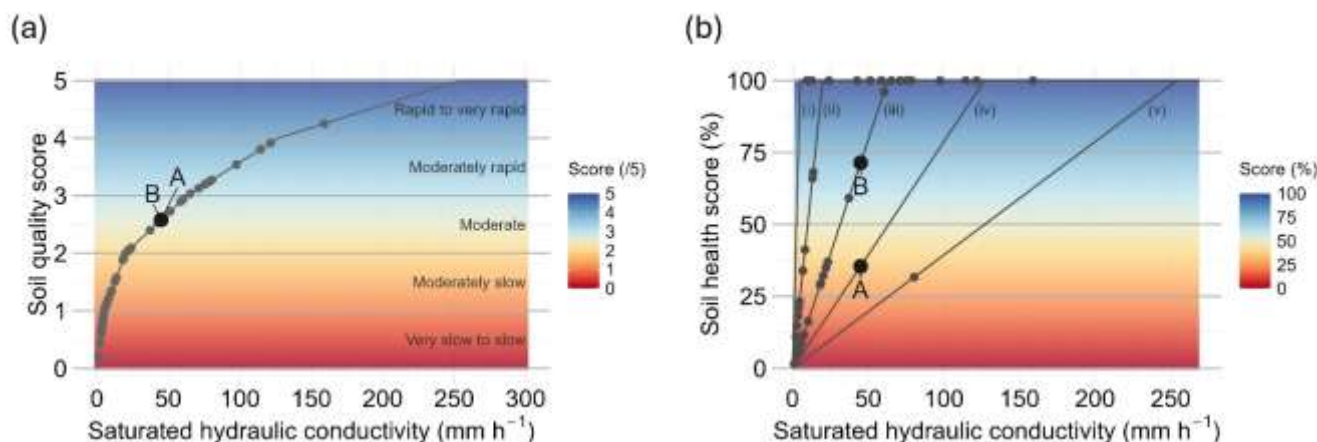 (a)
Soil quality score
5
4
3
2
1
0
Rapid to very rapid
Moderately rapid
Moderate
Moderately slow
Very slow to slow
B A
0 50 100 150 200 250 300
Saturated hydraulic conductivity (mm h⁻¹)
Score (/5)
5
4
3
2
1
0
(b)
Soil health score (%)
100
75
50
25
0
(i) (ii) (iii) (iv) (v)
B
A
0 50 100 150 200 250
Saturated hydraulic conductivity (mm h⁻¹)
Score (%)
100
75
50
25
0